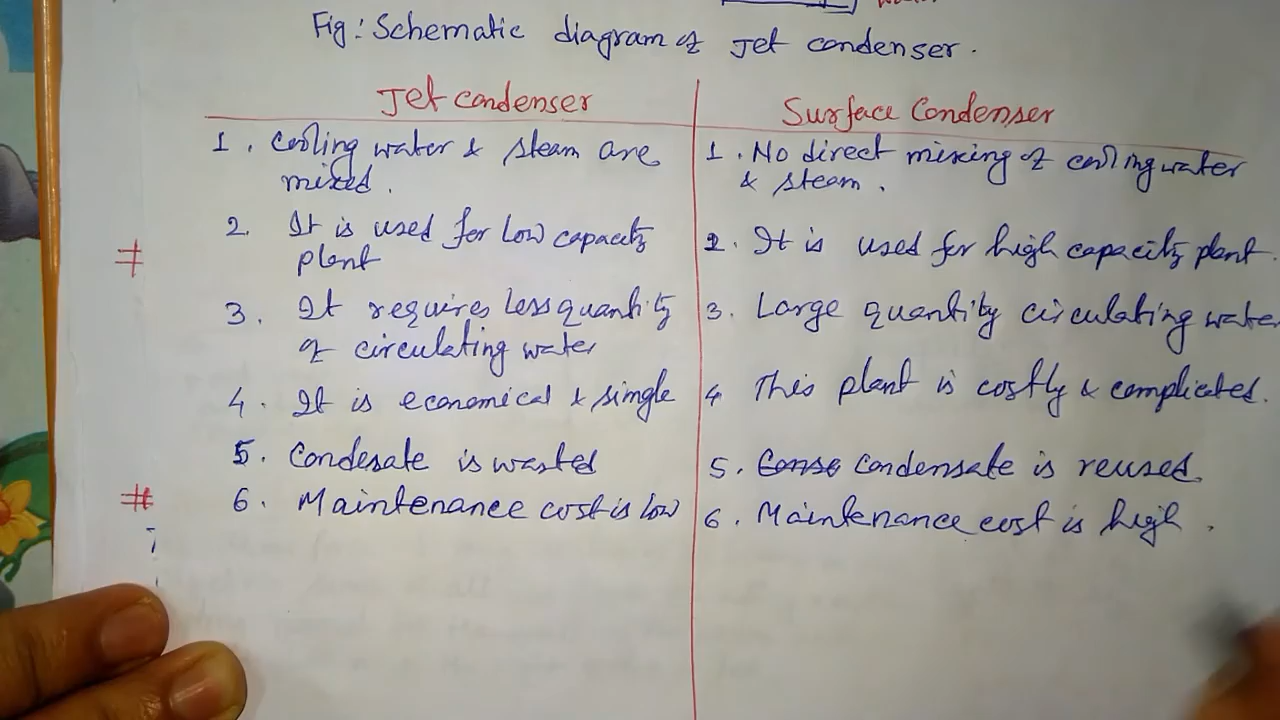 Fig: Schematic diagram of Jet condenser.
Jet condenser
Surface Condenser
1. Cooling water & steam are
mixed.
1. No direct mixing of cooling water
& steam.
2. It is used for low capacity
plant
2. It is used for high capacity plant.
3. It requires less quantity
of circulating water
3. Large quantity circulating water
4. It is economical & simple
4. This plant is costly & complicated.
5. Condesate is wasted
5. condensate is reused.
6. Maintenance cost is low
6. Maintenance cost is high.